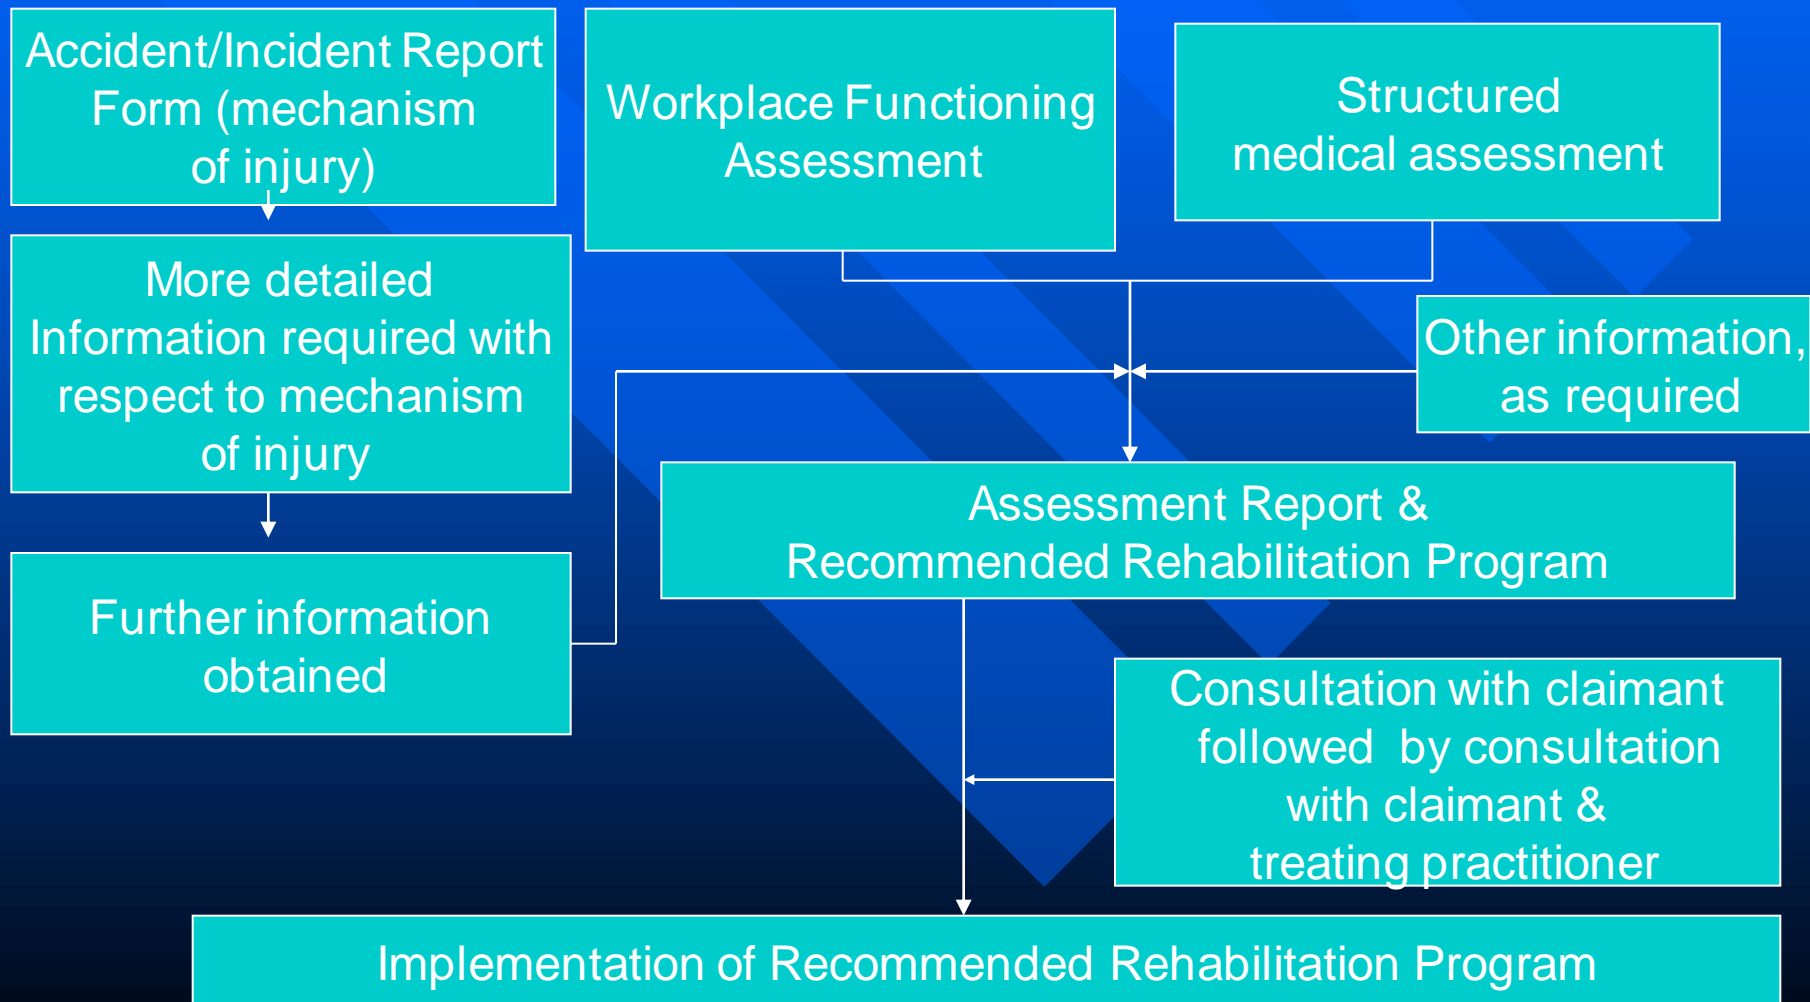 Accident/Incident Report
Form (mechanism
of injury)
Workplace Functioning
Assessment
Structured
medical assessment
More detailed
Information required with
respect to mechanism
of injury
Other information,
as required
Further information
obtained
Assessment Report &
Recommended Rehabilitation Program
Consultation with claimant
followed by consultation
with claimant &
treating practitioner
Implementation of Recommended Rehabilitation Program